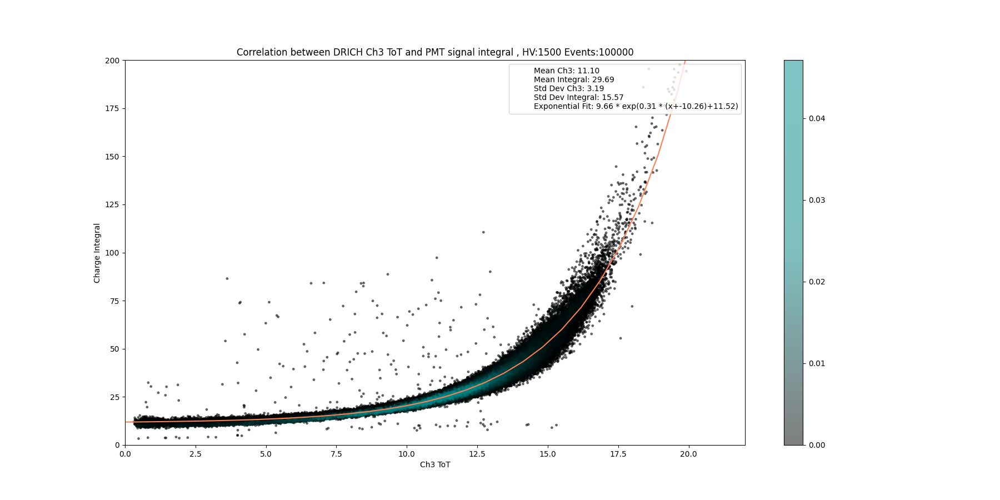 Correlation between DRICH Ch3 ToT and PMT signal integral , HV:1500 Events:100000
Mean Ch3: 11.10
Mean Integral: 29.69
Std Dev Ch3: 3.19
Std Dev Integral: 15.57
Exponential Fit: 9.66 * exp(0.31 * (x+-10.26)+11.52)
Charge Integral
200
175
150
125
100
75
50
25
0
0.0 2.5 5.0 7.5 10.0 12.5 15.0 17.5 20.0
Ch3 ToT
0.04
0.03
0.02
0.01
0.00